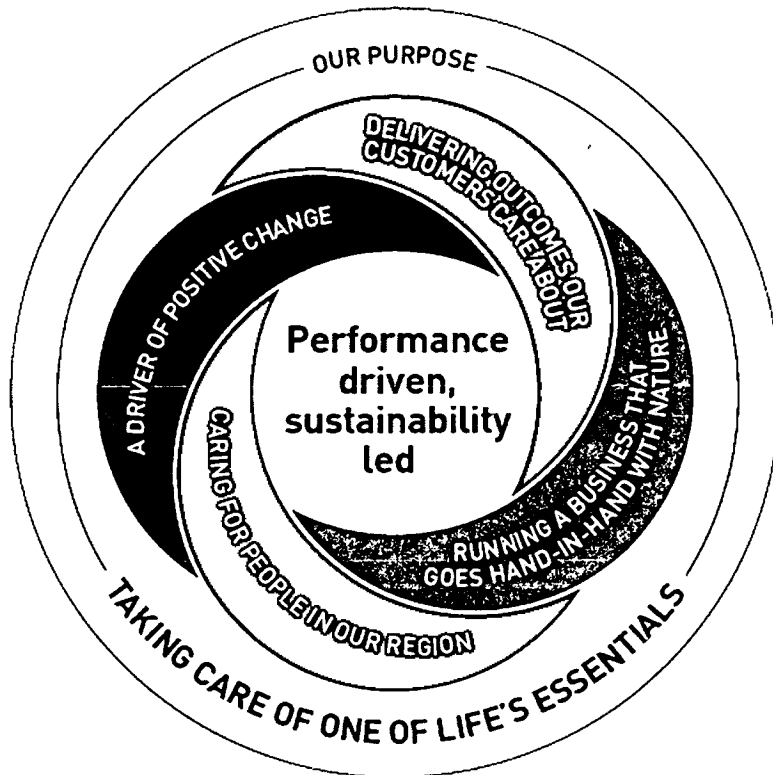 OUR PURPOSE
DELIVERING OUTCOMES OUR
CUSTOMERS' CARE ABOUT
A DRIVER OF POSITIVE CHANGE
Performance
driven,
sustainability
led
RUNNING A BUSINESS THAT
GOES HAND-IN-HAND WITH NATURE
CARING FOR PEOPLE IN OUR REGION
TAKING CARE OF ONE OF LIFE'S ESSENTIALS